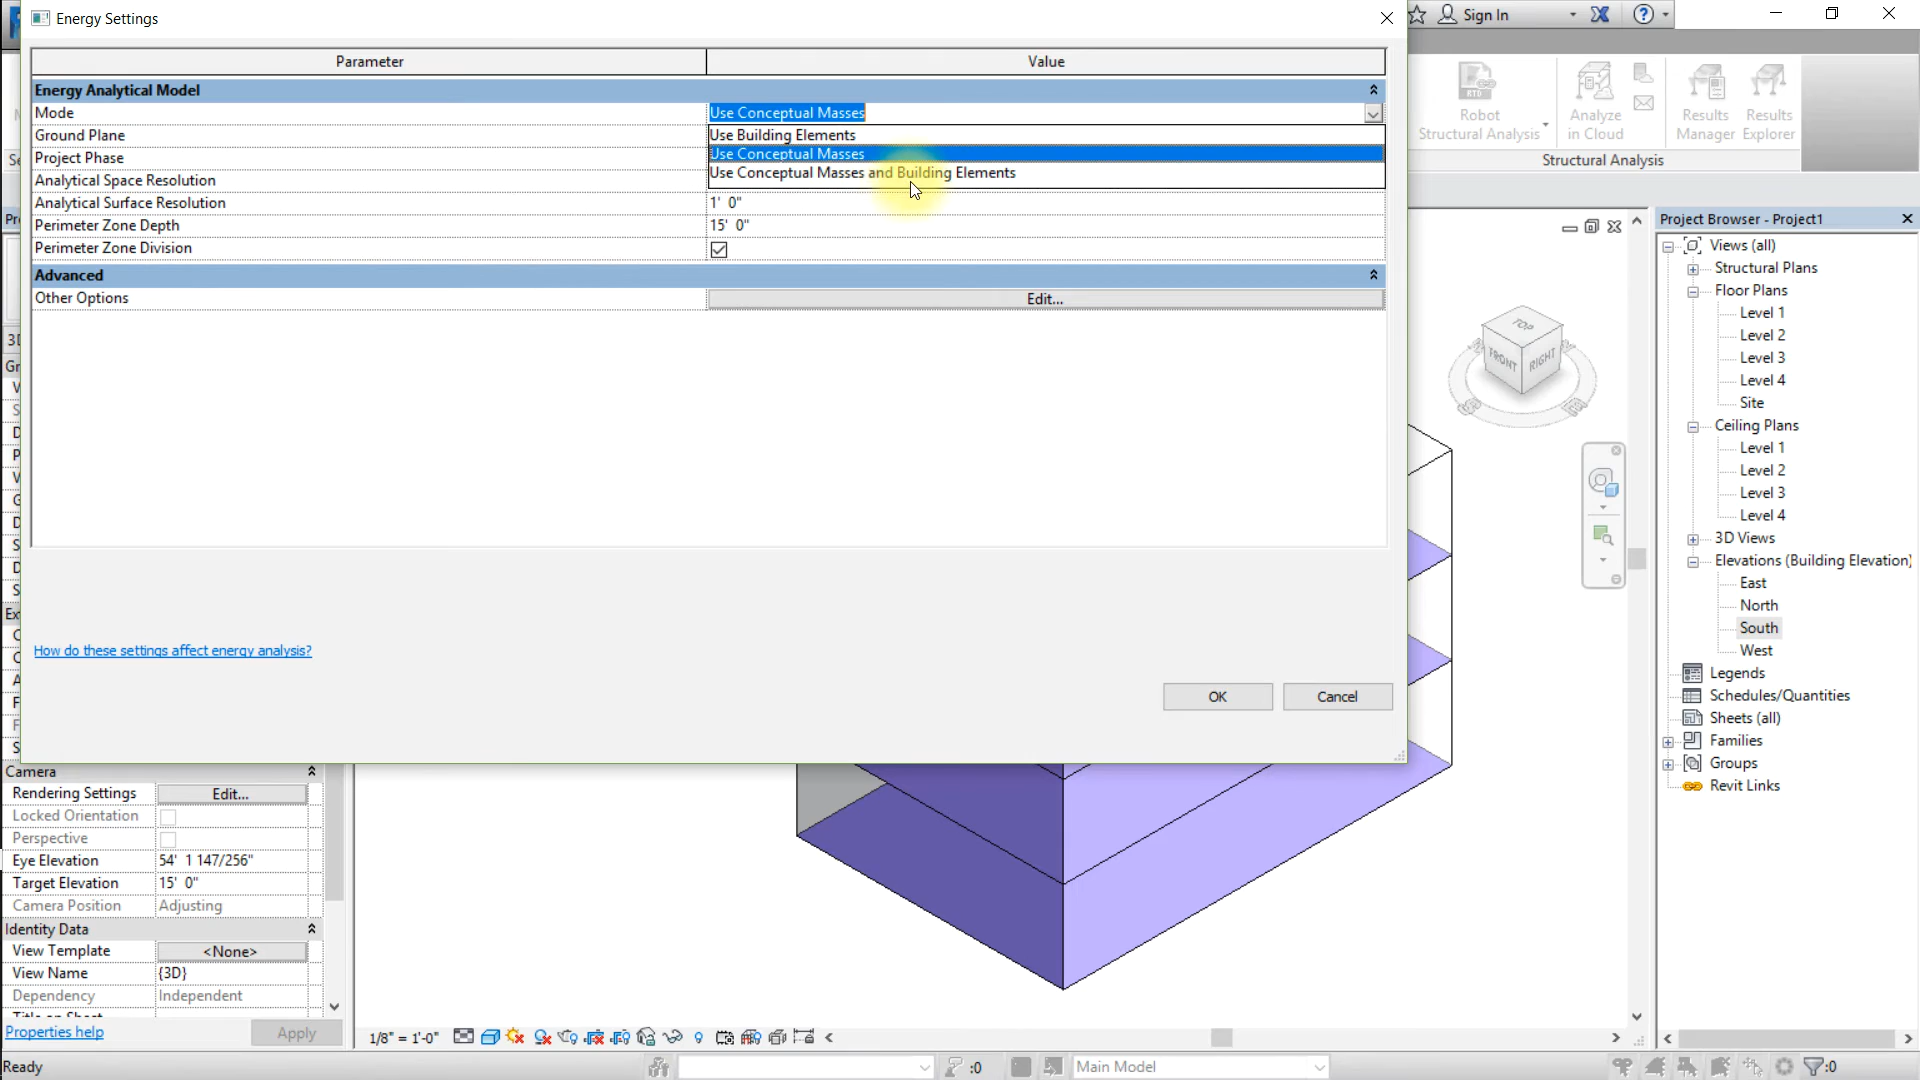 Energy Settings
Sign In
Parameter
Value
Energy Analytical Model
Mode
Use Conceptual Masses
Ground Plane
Use Building Elements
Project Phase
Use Conceptual Masses
Analytical Space Resolution
Use Conceptual Masses and Building Elements
Analytical Surface Resolution
1' 0"
Perimeter Zone Depth
15' 0"
Perimeter Zone Division
Advanced
Other Options
Edit...
How do these settings affect energy analysis?
OK
Cancel
Robot
Structural Analysis
Analyze
in Cloud
Results
Manager
Results
Explorer
Structural Analysis
TOP
FRONT
RIGHT
Project Browser - Project1
Views (all)
Structural Plans
Floor Plans
Level 1
Level 2
Level 3
Level 4
Site
Ceiling Plans
Level 1
Level 2
Level 3
Level 4
3D Views
Elevations (Building Elevation)
East
North
South
West
Legends
Schedules/Quantities
Sheets (all)
Families
Groups
Revit Links
Camera
Rendering Settings
Edit...
Locked Orientation
Perspective
Eye Elevation
54' 1 147/256"
Target Elevation
15' 0"
Camera Position
Adjusting
Identity Data
View Template
<None>
View Name
{3D}
Dependency
Independent
Properties help
Apply
1/8" = 1'-0"
Ready
:0
Main Model
:0